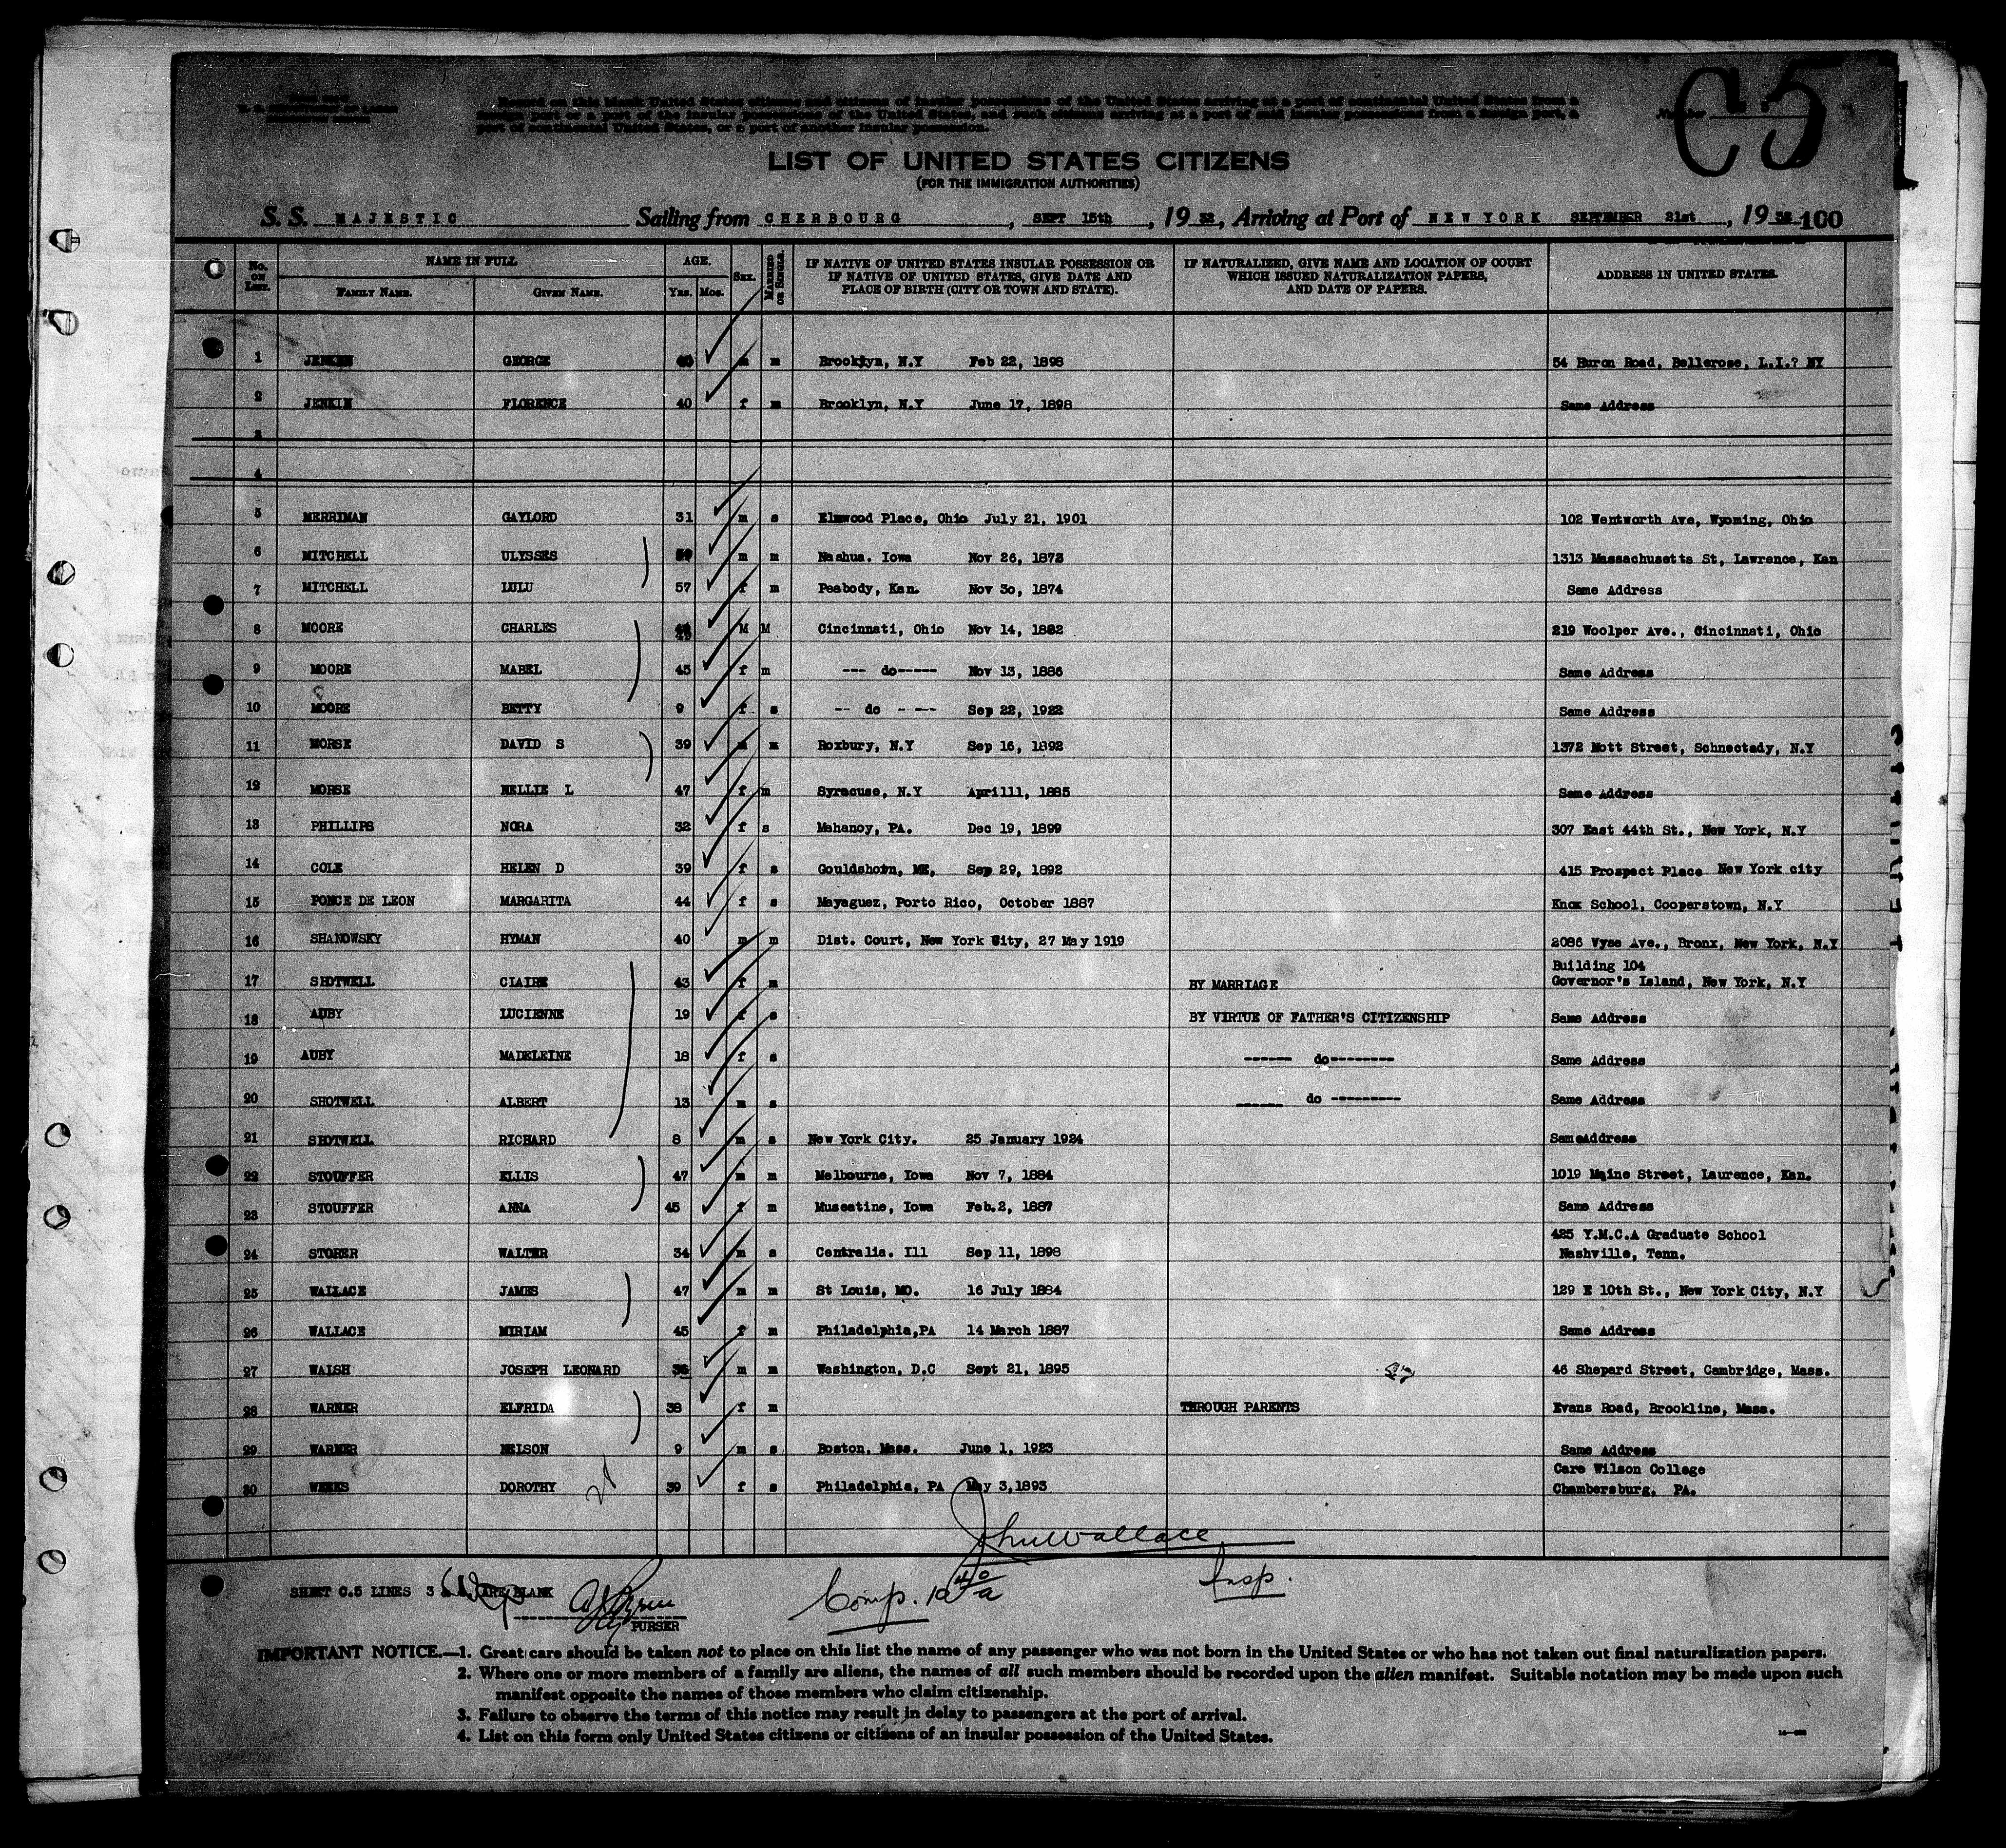 C5
LIST OF UNITED STATES CITIZENS
(FOR THE IMMIGRATION AUTHORITIES)
S. S. MAJESTIC Sailing from CHERBOURG, SEPT 15th, 1932, Arriving at Port of NEW YORK SEPTEMBER 21st, 1932 100
No. on List. NAME IN FULL AGE. Sex. MARRIED OR SINGLE. IF NATIVE OF UNITED STATES INSULAR POSSESSION OR IF NATIVE OF UNITED STATES, GIVE DATE AND PLACE OF BIRTH (CITY OR TOWN AND STATE). IF NATURALIZED, GIVE NAME AND LOCATION OF COURT WHICH ISSUED NATURALIZATION PAPERS, AND DATE OF PAPERS. ADDRESS IN UNITED STATES.
FAMILY NAME. GIVEN NAME. Yrs. Mos.
1 JENKIN GEORGE 40 m m Brooklyn, N.Y Feb 22, 1898 54 Huron Road, Bellerose, L.I.? NY
2 JENKIN FLORENCE 40 f m Brooklyn, N.Y June 17, 1898 Same Address
3
4
5 MERRIMAN GAYLORD 31 m s Elmwood Place, Ohio July 21, 1901 102 Wentworth Ave, Wyoming, Ohio
6 MITCHELL ULYSSES m m Nashua. Iowa Nov 26, 1873 1313 Massachusetts St, Lawrence, Kan
7 MITCHELL LULU 57 f m Peabody, Kan. Nov 30, 1874 Same Address
8 MOORE CHARLES M M Cincinnati, Ohio Nov 14, 1882 219 Woolper Ave., Cincinnati, Ohio
9 MOORE MABEL 45 f m --- do----- Nov 13, 1886 Same Address
10 MOORE BETTY 9 f s -- do - --- Sep 22, 1922 Same Address
11 MORSE DAVID S 39 m m Roxbury, N.Y Sep 16, 1892 1372 Mott Street, Schnectady, N.Y
12 MORSE NELLIE L 47 f m Syracuse, N.Y April11, 1885 Same Address
13 PHILLIPS NORA 32 f s Mahanoy, PA. Dec 19, 1899 307 East 44th St., New York, N.Y
14 COLE HELEN D 39 f s ME, Sep 29, 1892 415 Prospect Place New York city
15 PONCE DE LEON MARGARITA 44 f s Mayaguez, Porto Rico, October 1887 Knox School, Cooperstown, N.Y
16 SHANOWSKY HYMAN 40 m m Dist. Court, New York City, 27 May 1919 2086 Vyse Ave., Bronx, New York, N.Y
Building 104
17 SHOTWELL CLAIRE 43 f m BY MARRIAGE Governor's Island, New York, N.Y
18 AUBY LUCIENNE 19 f s BY VIRTUE OF FATHER'S CITIZENSHIP Same Address
19 AUBY MADELEINE 18 f s ------ do-------- Same Address
20 SHOTWELL ALBERT 13 m s ------ do --------- Same Address
21 SHOTWELL RICHARD 8 m s New York City. 25 January 1924 SameAddress
22 STOUFFER ELLIS 47 m m Melbourne, Iowa Nov 7, 1884 1019 Maine Street, Laurence, Kan.
23 STOUFFER ANNA 45 f m Muscatine, Iowa Feb.2, 1887 Same Address
425 Y.M.C.A Graduate School
24 STORER WALTER 34 m s Centralia. Ill Sep 11, 1898 Nashville, Tenn.
25 WALLACE JAMES 47 m m St Louis, MO. 16 July 1884 129 E 10th St., New York City, N.Y
26 WALLACE MIRIAM 45 f m Philadelphia,PA 14 March 1887 Same Address
27 WALSH JOSEPH LEONARD 36 m m Washington, D.C Sept 21, 1895 46 Shepard Street, Cambridge, Mass.
28 WARNER ELFRIDA 38 f m THROUGH PARENTS Evans Road, Brookline, Mass.
29 WARNER NELSON 9 m s Boston, Mass. June 1, 1923 Same Address
Care Wilson College
30 WEEKS DOROTHY 39 f s Philadelphia, PA May 3,1893 Chambersburg, PA.
John Wallace
Insp.
SHEET C.5 LINES 3 ARE BLANK
Comp. 10 40/a
PURSER
IMPORTANT NOTICE.—1. Great care should be taken not to place on this list the name of any passenger who was not born in the United States or who has not taken out final naturalization papers.
2. Where one or more members of a family are aliens, the names of all such members should be recorded upon the alien manifest. Suitable notation may be made upon such
manifest opposite the names of those members who claim citizenship.
3. Failure to observe the terms of this notice may result in delay to passengers at the port of arrival.
4. List on this form only United States citizens or citizens of an insular possession of the United States.